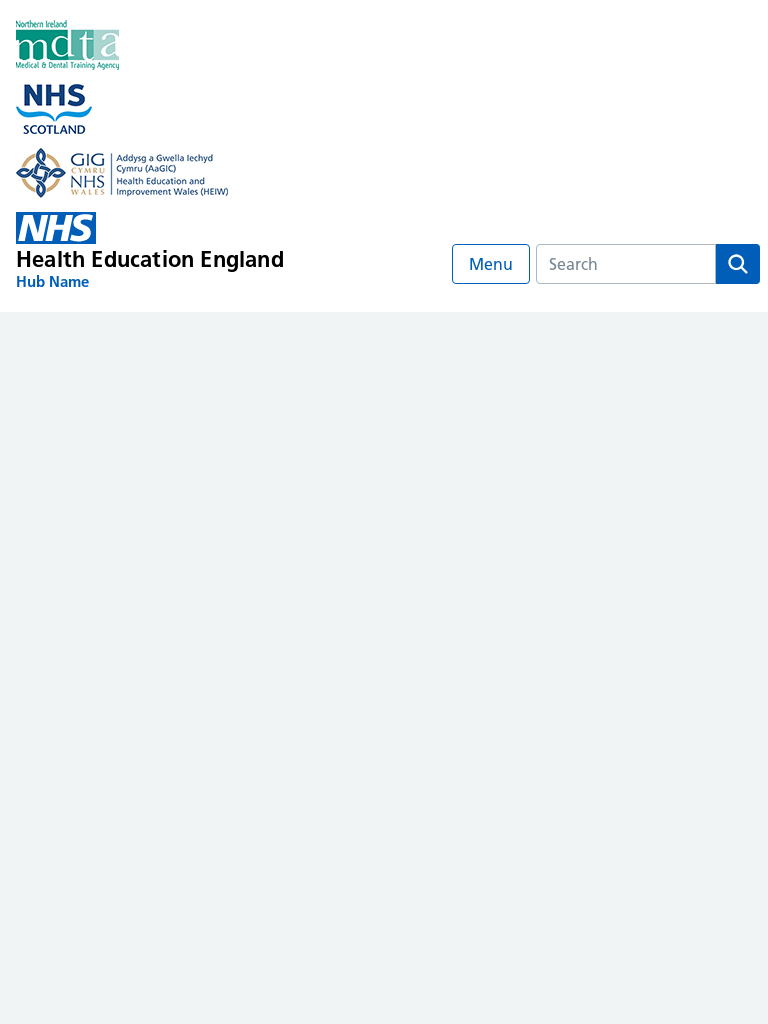 Northern Ireland
mdta
Medical & Dental Training Agency
NHS
SCOTLAND
GIG
CYMRU
NHS
WALES
Addysg a Gwella Iechyd
Cymru (AaGIC)
Health Education and
Improvement Wales (HEIW)
NHS
Health Education England
Hub Name
Menu
Search